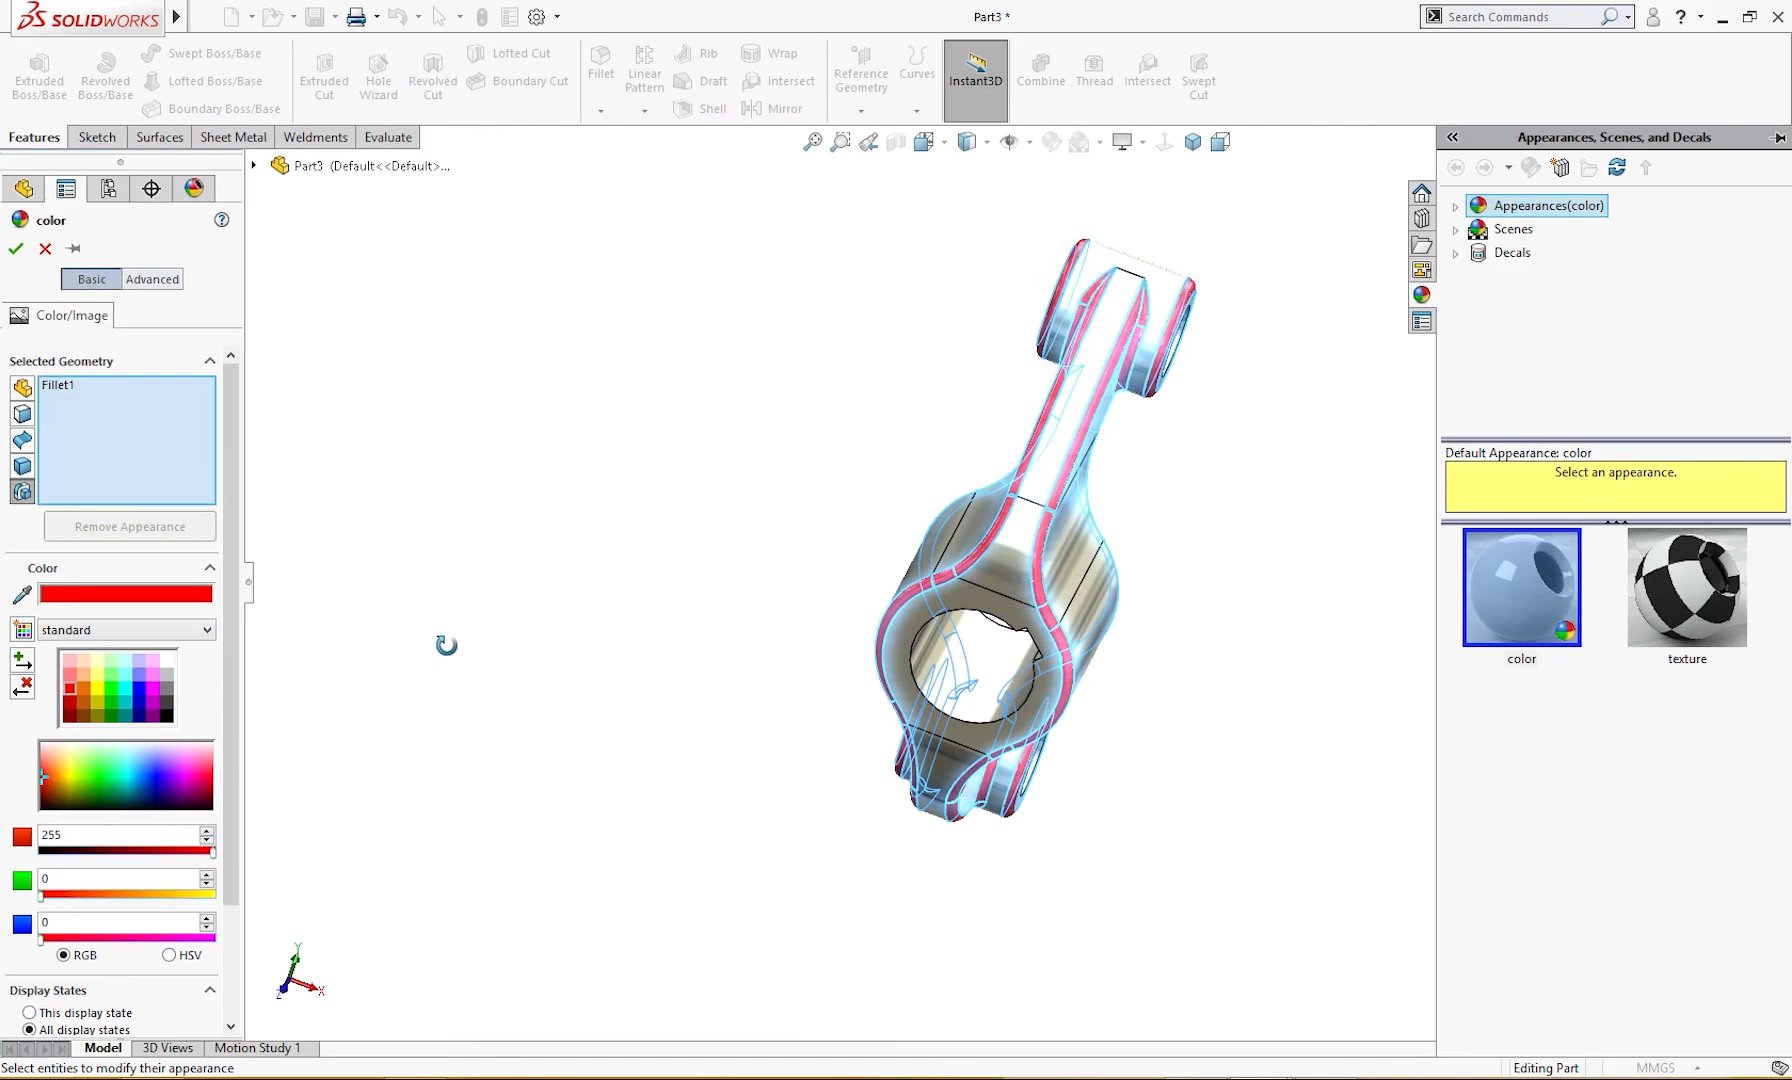 SOLIDWORKS
Part3 *
Search Commands
?
Extruded Boss/Base
Revolved Boss/Base
Swept Boss/Base
Lofted Boss/Base
Boundary Boss/Base
Extruded Cut
Hole Wizard
Revolved Cut
Lofted Cut
Boundary Cut
Fillet
Linear Pattern
Rib
Draft
Shell
Wrap
Intersect
Mirror
Reference Geometry
Curves
Instant3D
Combine
Thread
Intersect
Swept Cut
Features
Sketch
Surfaces
Sheet Metal
Weldments
Evaluate
Part3 (Default<<Default>...
color
?
Basic
Advanced
Color/Image
Selected Geometry
Fillet1
Remove Appearance
Color
standard
255
0
0
RGB
HSV
Display States
This display state
All display states
Y
X
Z
Appearances, Scenes, and Decals
Appearances(color)
Scenes
Decals
Default Appearance: color
Select an appearance.
color
texture
Model
3D Views
Motion Study 1
Select entities to modify their appearance
Editing Part
MMGS